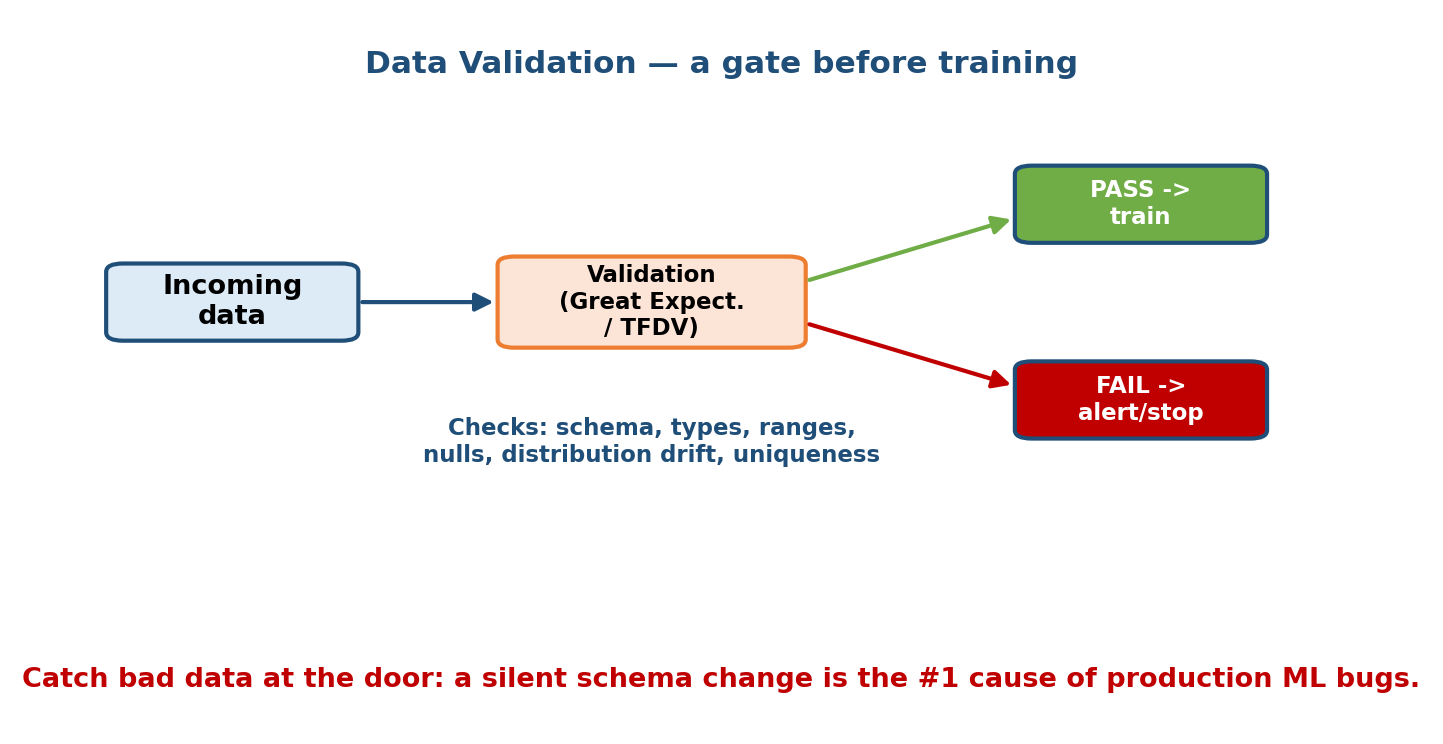 Data Validation — a gate before training
Incoming
data
Validation
(Great Expect.
/ TFDV)
PASS ->
train
FAIL ->
alert/stop
Checks: schema, types, ranges,
nulls, distribution drift, uniqueness
Catch bad data at the door: a silent schema change is the #1 cause of production ML bugs.